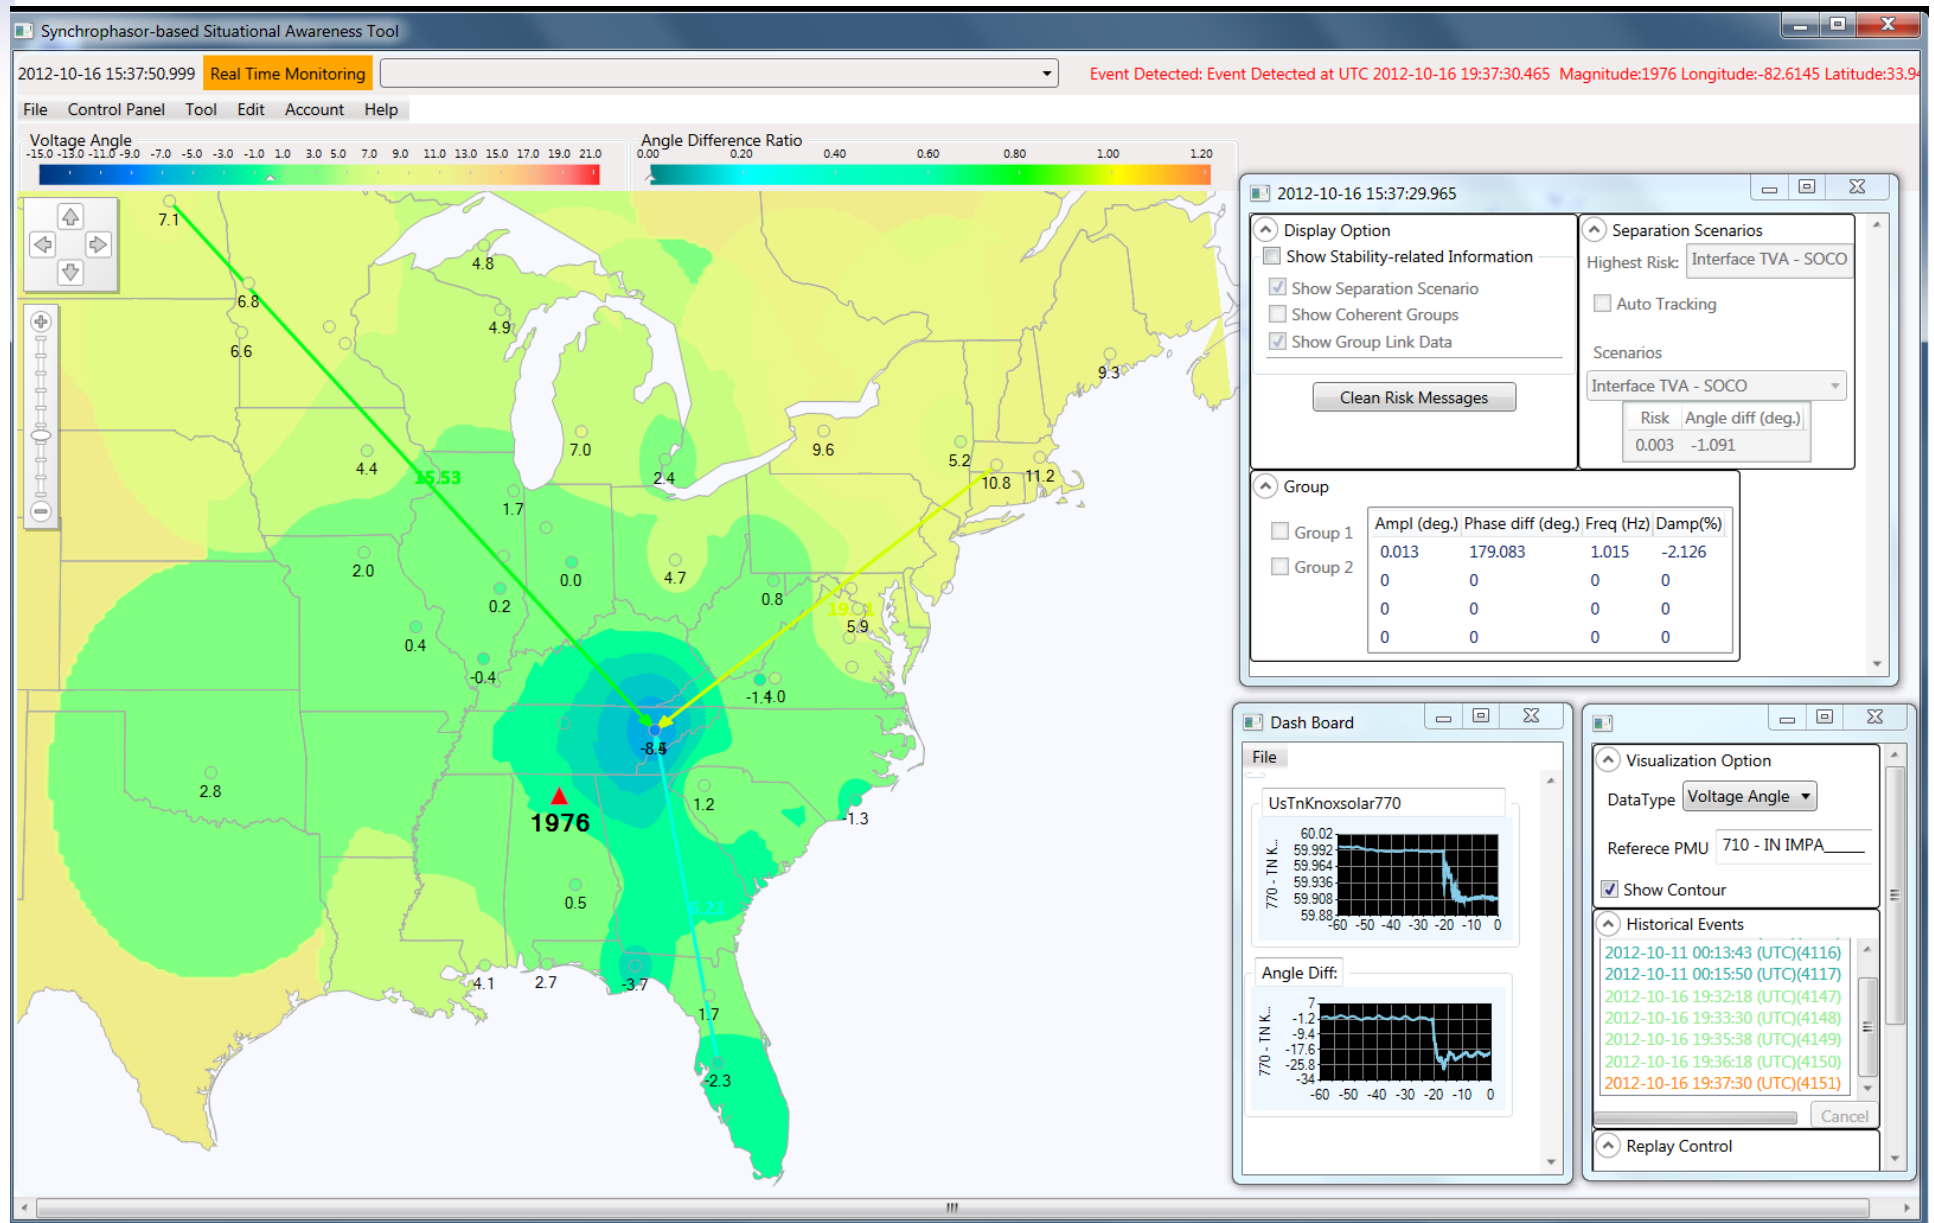 Synchrophasor-based Situational Awareness Tool
2012-10-16 15:37:50.999 Real Time Monitoring Event Detected: Event Detected at UTC 2012-10-16 19:37:30.465 Magnitude:1976 Longitude:-82.6145 Latitude:33.94
File Control Panel Tool Edit Account Help
Voltage Angle
-15.0 -13.0 -11.0 -9.0 -7.0 -5.0 -3.0 -1.0 1.0 3.0 5.0 7.0 9.0 11.0 13.0 15.0 17.0 19.0 21.0
Angle Difference Ratio
0.00 0.20 0.40 0.60 0.80 1.00 1.20
7.1
4.8
6.8
4.9
6.6
9.3
7.0
9.6
4.4
5.2
2.4
15.53
10.8
11.2
1.7
2.0
0.0
4.7
0.2
0.8
5.9
0.4
-0.4
2.8
1.2
1976
-1.3
0.5
5.21
4.1
2.7
-3.7
1.7
-2.3
2012-10-16 15:37:29.965
Display Option
Show Stability-related Information
Show Separation Scenario
Show Coherent Groups
Show Group Link Data
Clean Risk Messages
Separation Scenarios
Highest Risk: Interface TVA - SOCO
Auto Tracking
Scenarios
Interface TVA - SOCO
Risk Angle diff (deg.)
0.003 -1.091
Group
Group 1
Group 2
Ampl (deg.) Phase diff (deg.) Freq (Hz) Damp(%)
0.013 179.083 1.015 -2.126
0 0 0 0
0 0 0 0
0 0 0 0
Dash Board
File
UsTnKnoxsolar770
770 - TN K...
60.02
59.992
59.964
59.936
59.908
59.88
-60 -50 -40 -30 -20 -10 0
Angle Diff:
770 - TN K...
7
-1.2
-9.4
-17.6
-25.8
-34
-60 -50 -40 -30 -20 -10 0
Visualization Option
DataType Voltage Angle
Referece PMU 710 - IN IMPA_____
Show Contour
Historical Events
2012-10-11 00:13:43 (UTC)(4116)
2012-10-11 00:15:50 (UTC)(4117)
2012-10-16 19:32:18 (UTC)(4147)
2012-10-16 19:33:30 (UTC)(4148)
2012-10-16 19:35:38 (UTC)(4149)
2012-10-16 19:36:18 (UTC)(4150)
2012-10-16 19:37:30 (UTC)(4151)
Cancel
Replay Control